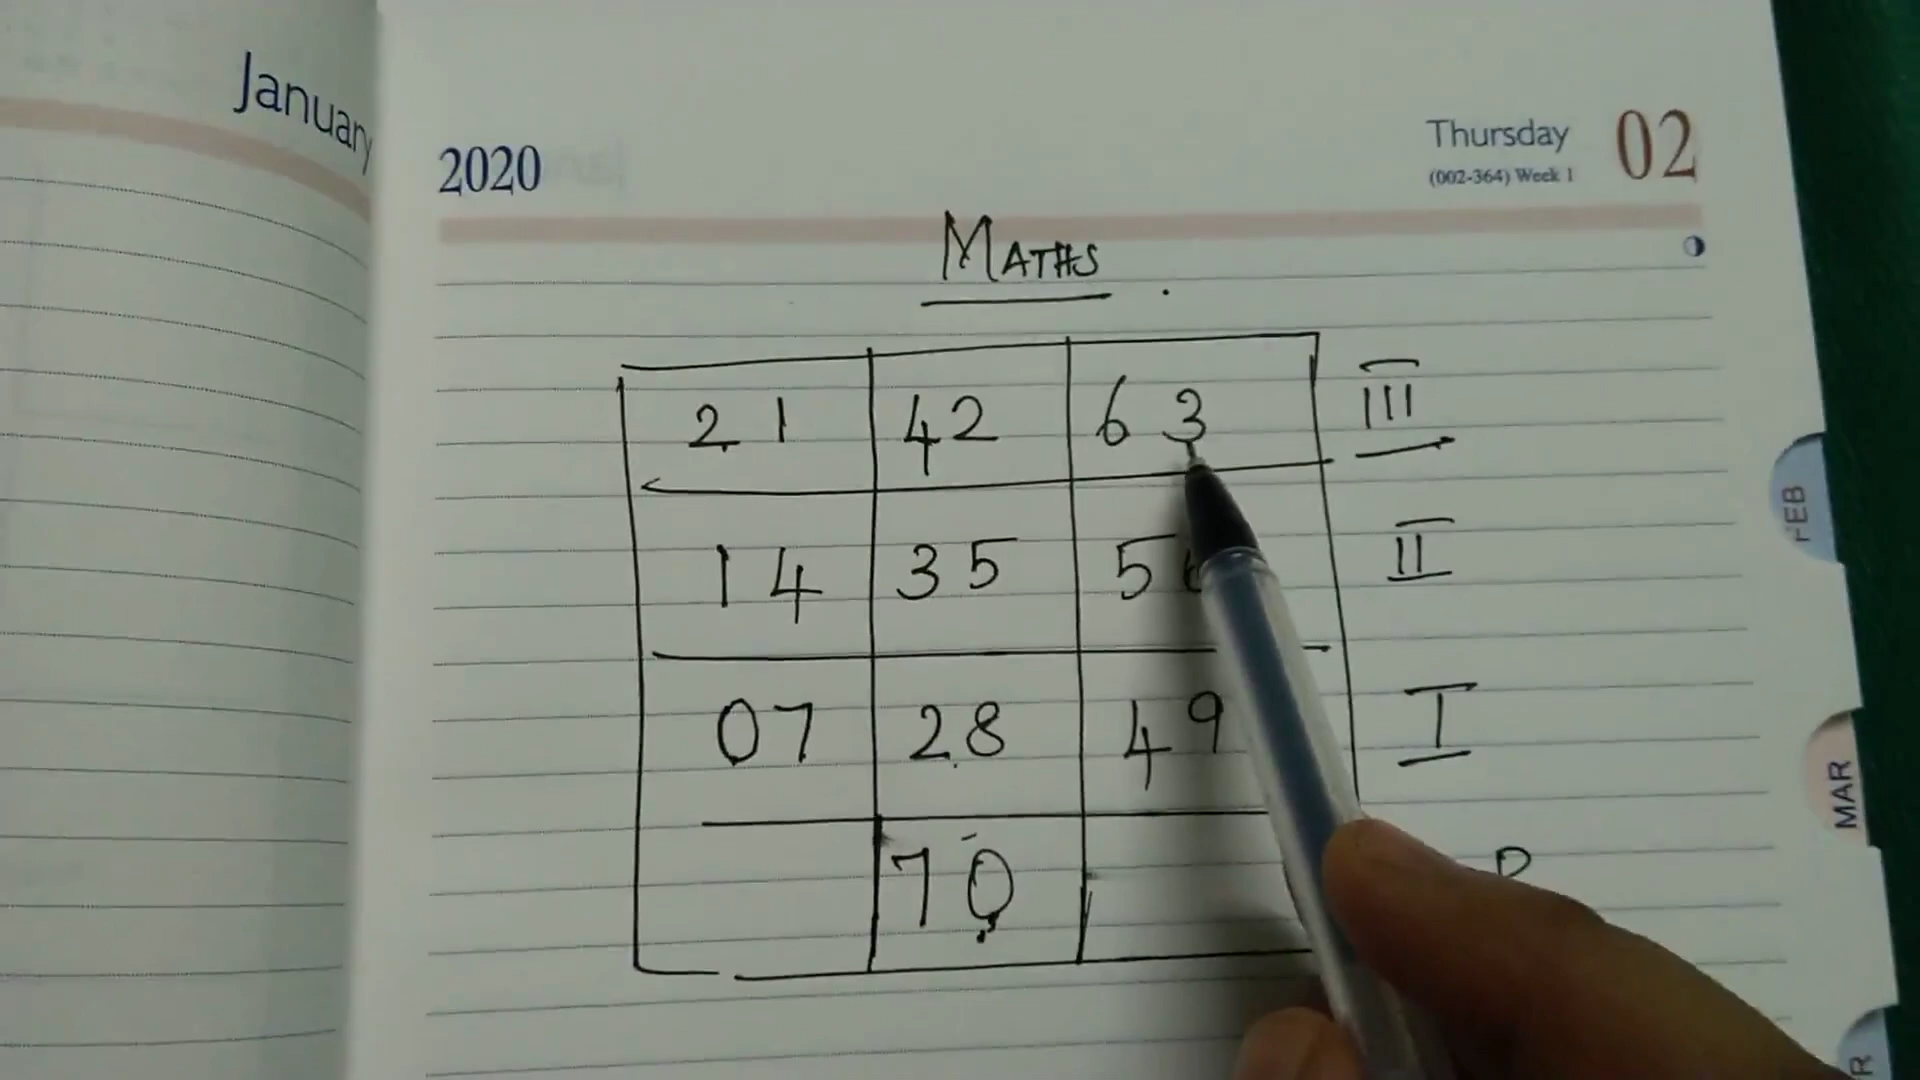 January
2020
Thursday 02
(002-364) Week 1
MATHS
21 42 63 III
14 35 5 II
07 28 49 I
70
FEB
MAR